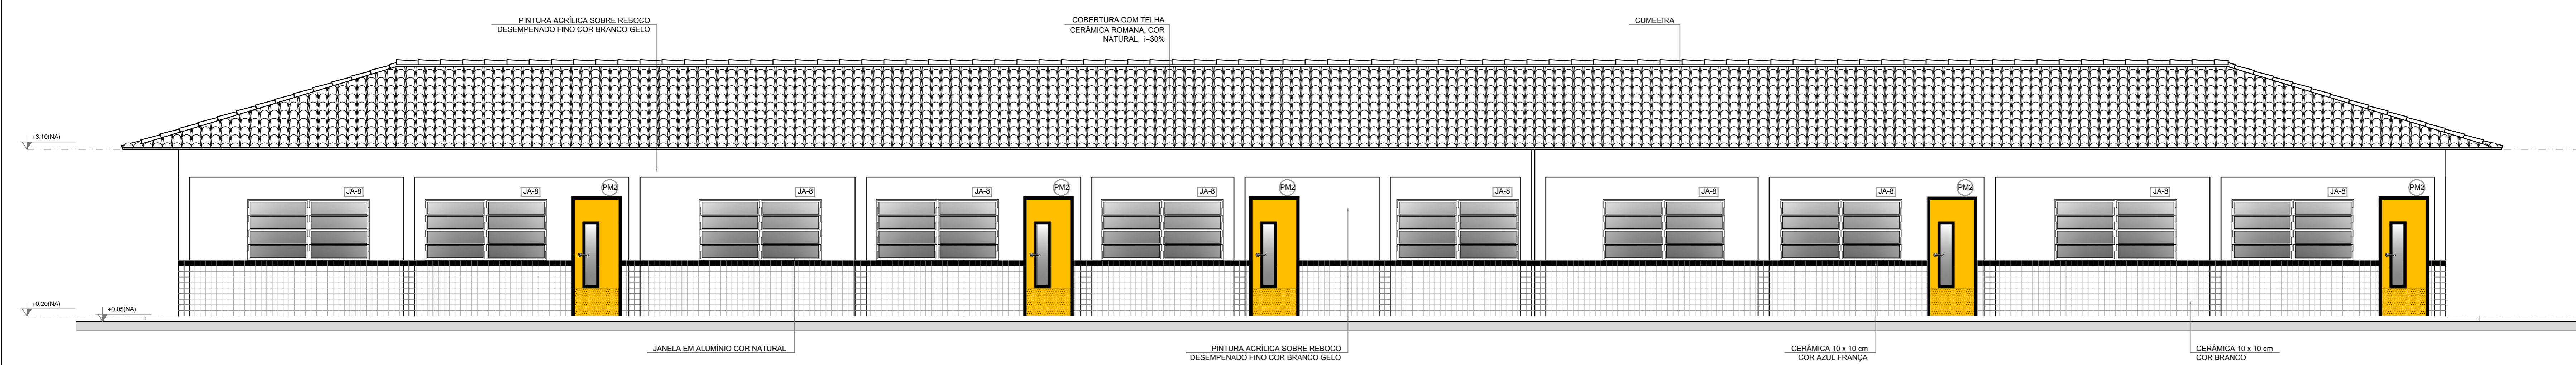 PINTURA ACRÍLICA SOBRE REBOCO
DESEMPENADO FINO COR BRANCO GELO
COBERTURA COM TELHA
CERÂMICA ROMANA, COR
NATURAL, i=30%
CUMEEIRA
+3.10(NA)
JA-8
JA-8
PM2
JA-8
JA-8
PM2
JA-8
PM2
JA-8
JA-8
JA-8
PM2
JA-8
JA-8
PM2
+0.20(NA)
+0.05(NA)
JANELA EM ALUMÍNIO COR NATURAL
PINTURA ACRÍLICA SOBRE REBOCO
DESEMPENADO FINO COR BRANCO GELO
CERÂMICA 10 x 10 cm
COR AZUL FRANÇA
CERÂMICA 10 x 10 cm
COR BRANCO